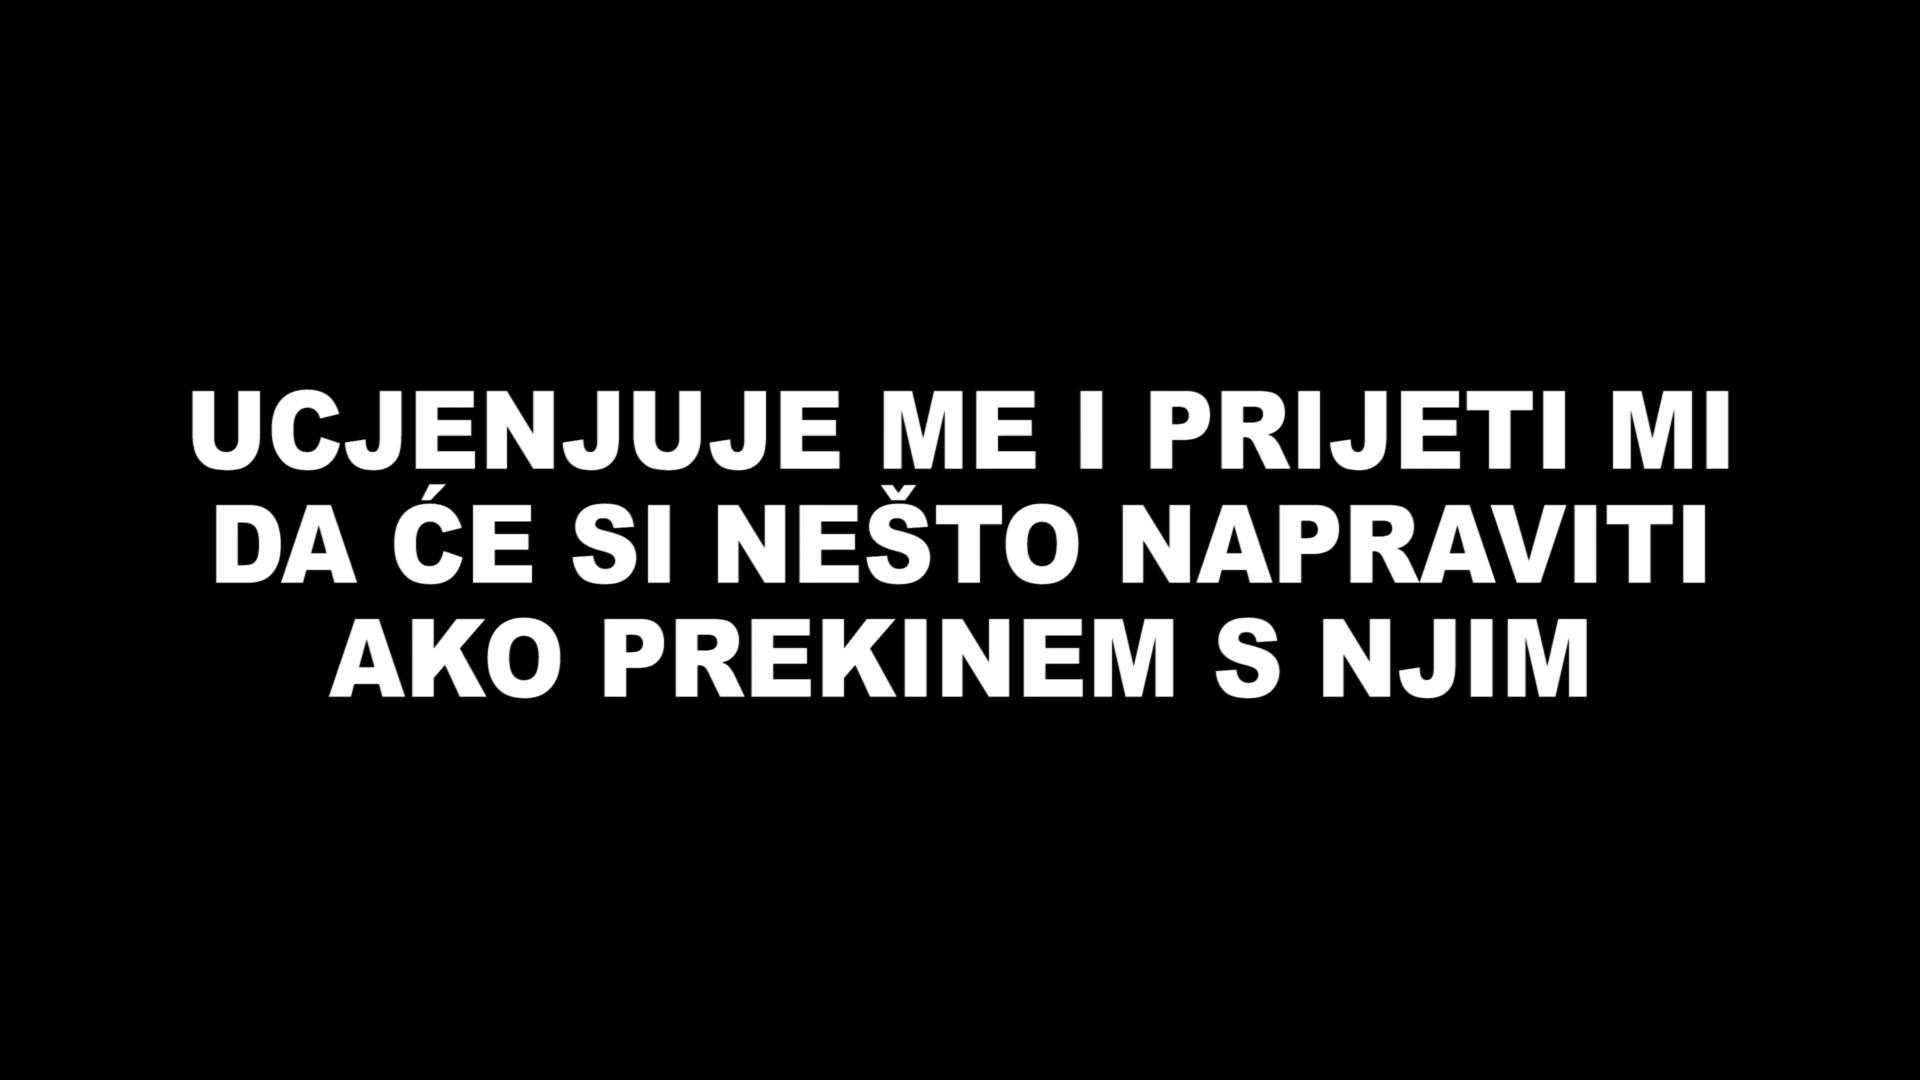 UCJENJUJE ME I PRIJETI MI
DA ĆE SI NEŠTO NAPRAVITI
AKO PREKINEM S NJIM